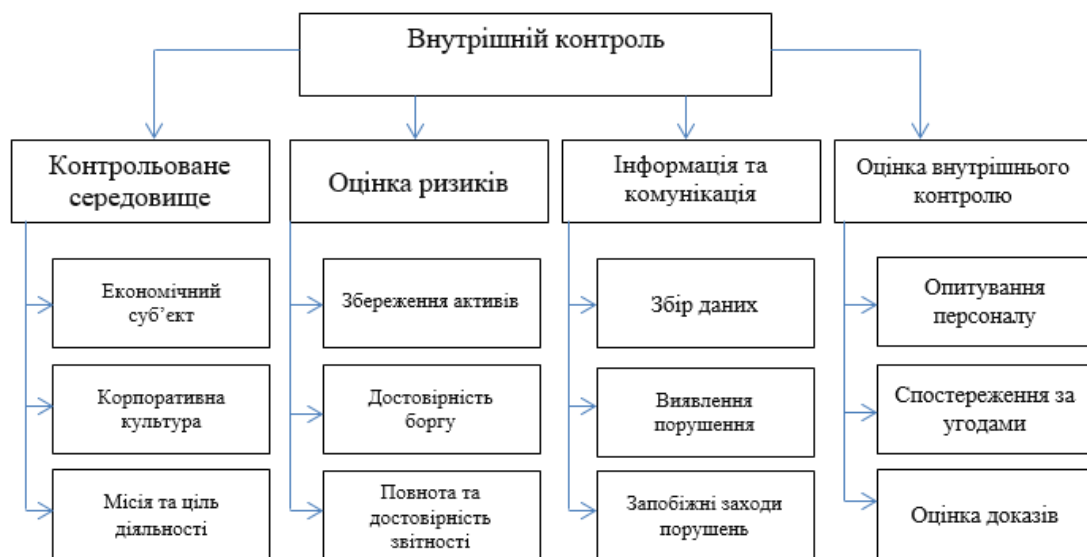 Внутрішній контроль
Контрольоване
середовище
Оцінка ризиків
Інформація та
комунікація
Оцінка внутрішнього
контролю
Економічний
суб’єкт
Збереження активів
Збір даних
Опитування
персоналу
Корпоративна
культура
Достовірність
боргу
Виявлення
порушення
Спостереження за
угодами
Місія та ціль
діяльності
Повнота та
достовірність
звітності
Запобіжні заходи
порушень
Оцінка доказів